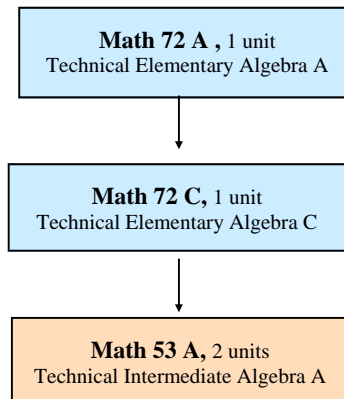 Math 72 A , 1 unit
Technical Elementary Algebra A
Math 72 C, 1 unit
Technical Elementary Algebra C
Math 53 A, 2 units
Technical Intermediate Algebra A